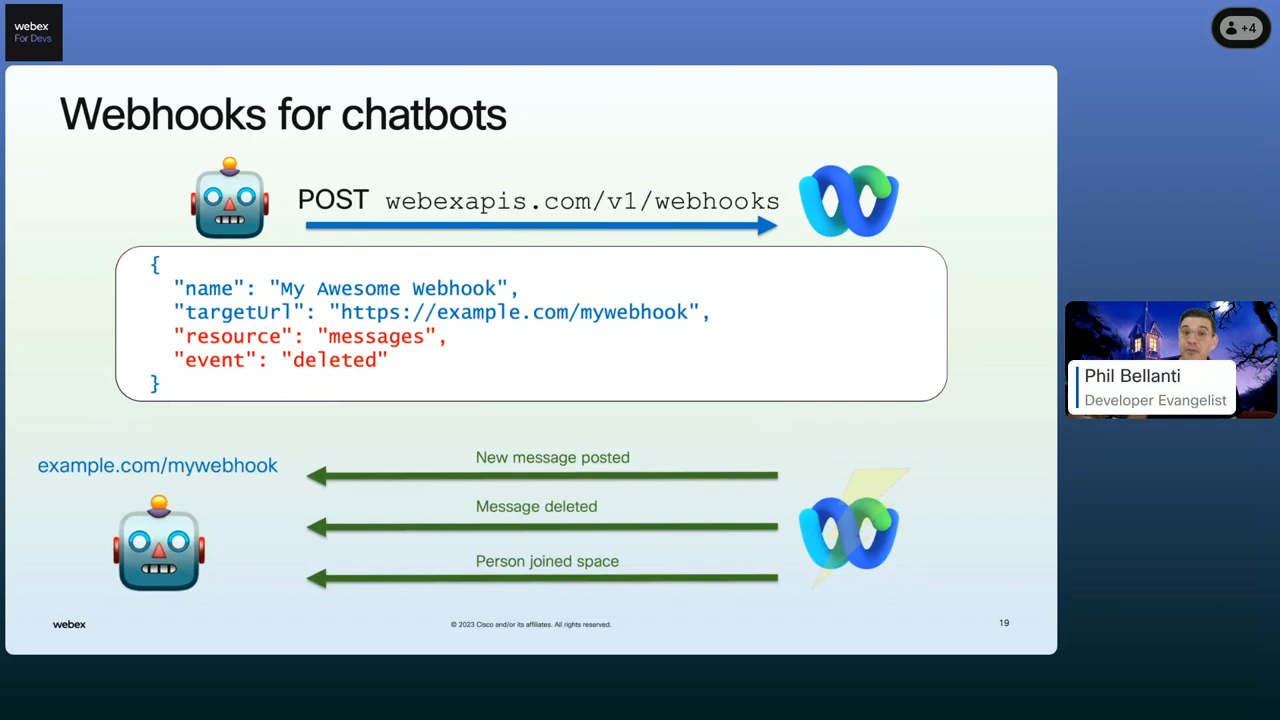 webex
For Devs
+4
Webhooks for chatbots
POST webexapis.com/v1/webhooks
{
"name": "My Awesome Webhook",
"targetUrl": "https://example.com/mywebhook",
"resource": "messages",
"event": "deleted"
}
Phil Bellanti
Developer Evangelist
example.com/mywebhook
New message posted
Message deleted
Person joined space
webex
© 2023 Cisco and/or its affiliates. All rights reserved.
19